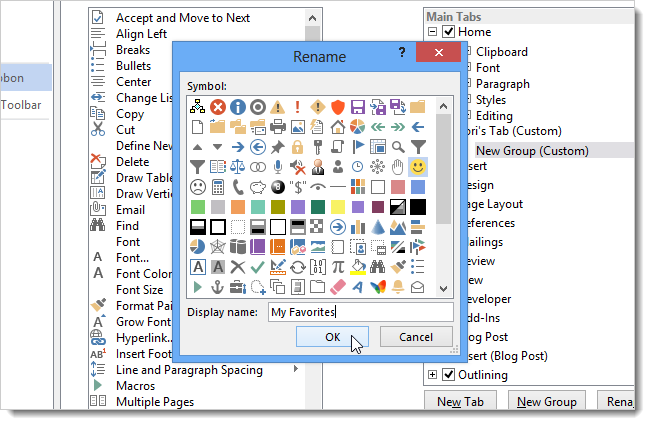 bbon
Toolbar
Accept and Move to Next
Align Left
Breaks
Bullets
Center
Change Lis
Copy
Cut
Define New
Delete
Draw Table
Draw Vertic
Email
Find
Font
Font...
Font Color
Font Size
Format Pai
Grow Font
Hyperlink...
Insert Foot
Line and Paragraph Spacing
Macros
Multiple Pages
Rename
?
Symbol:
Display name:
My Favorites
OK
Cancel
Main Tabs
Home
Clipboard
Font
Paragraph
Styles
Editing
ori's Tab (Custom)
New Group (Custom)
sert
esign
age Layout
eferences
ailings
eview
iew
eveloper
dd-Ins
log Post
sert (Blog Post)
Outlining
New Tab
New Group
Rena